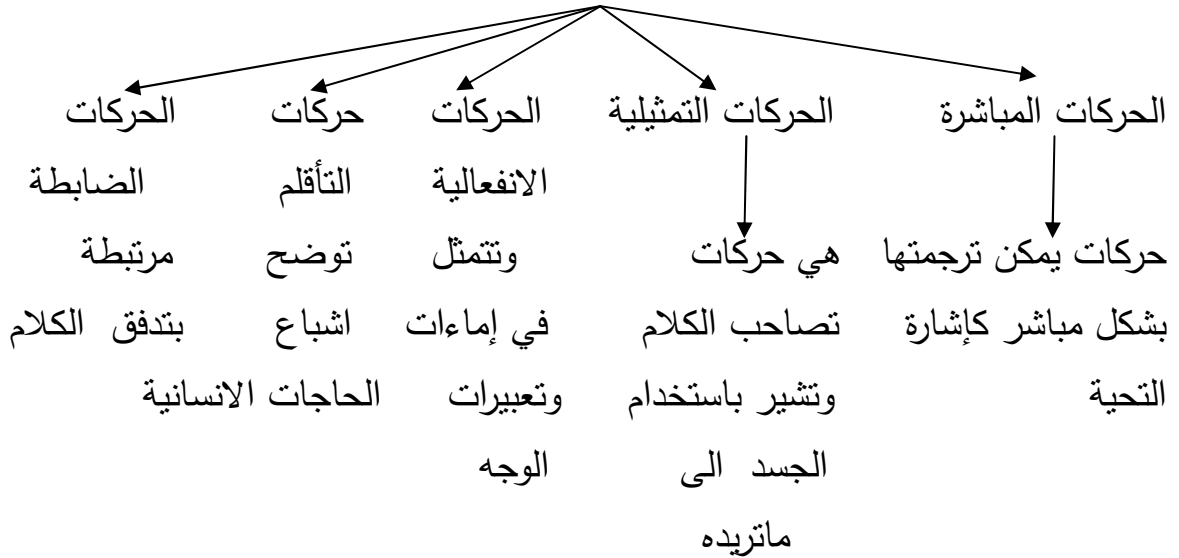 الحركات المباشرة
حركات يمكن ترجمتها
بشكل مباشر كإشارة
التحية
الحركات التمثيلية
هي حركات
تصاحب الكلام
وتشير باستخدام
الجسد الى
ماتريده
الحركات
الانفعالية
وتتمثل
في إماءات
وتعبيرات
الوجه
حركات
التأقلم
توضح
اشباع
الحاجات الانسانية
الحركات
الضابطة
مرتبطة
بتدفق الكلام